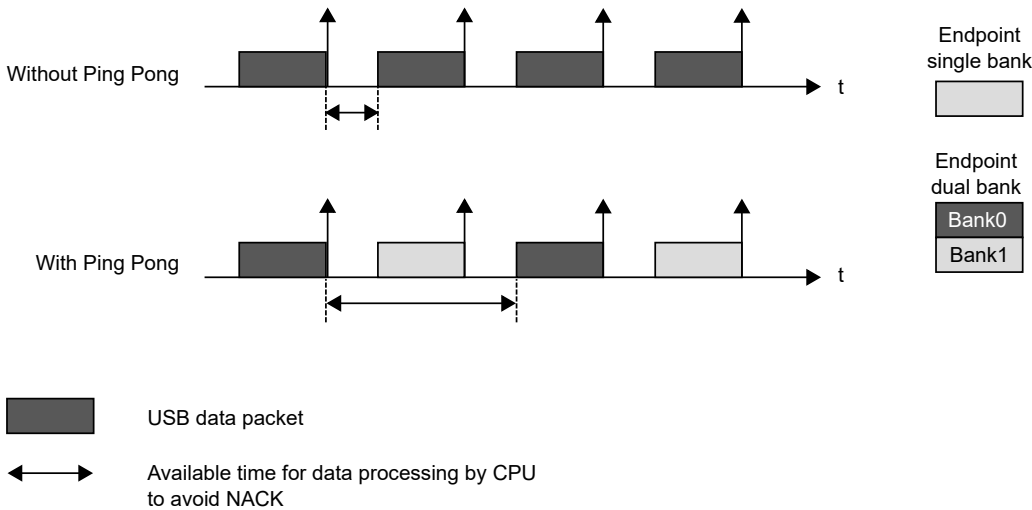 Without Ping Pong
t
Endpoint
single bank
Endpoint
dual bank
Bank0
Bank1
With Ping Pong
t
USB data packet
Available time for data processing by CPU
to avoid NACK